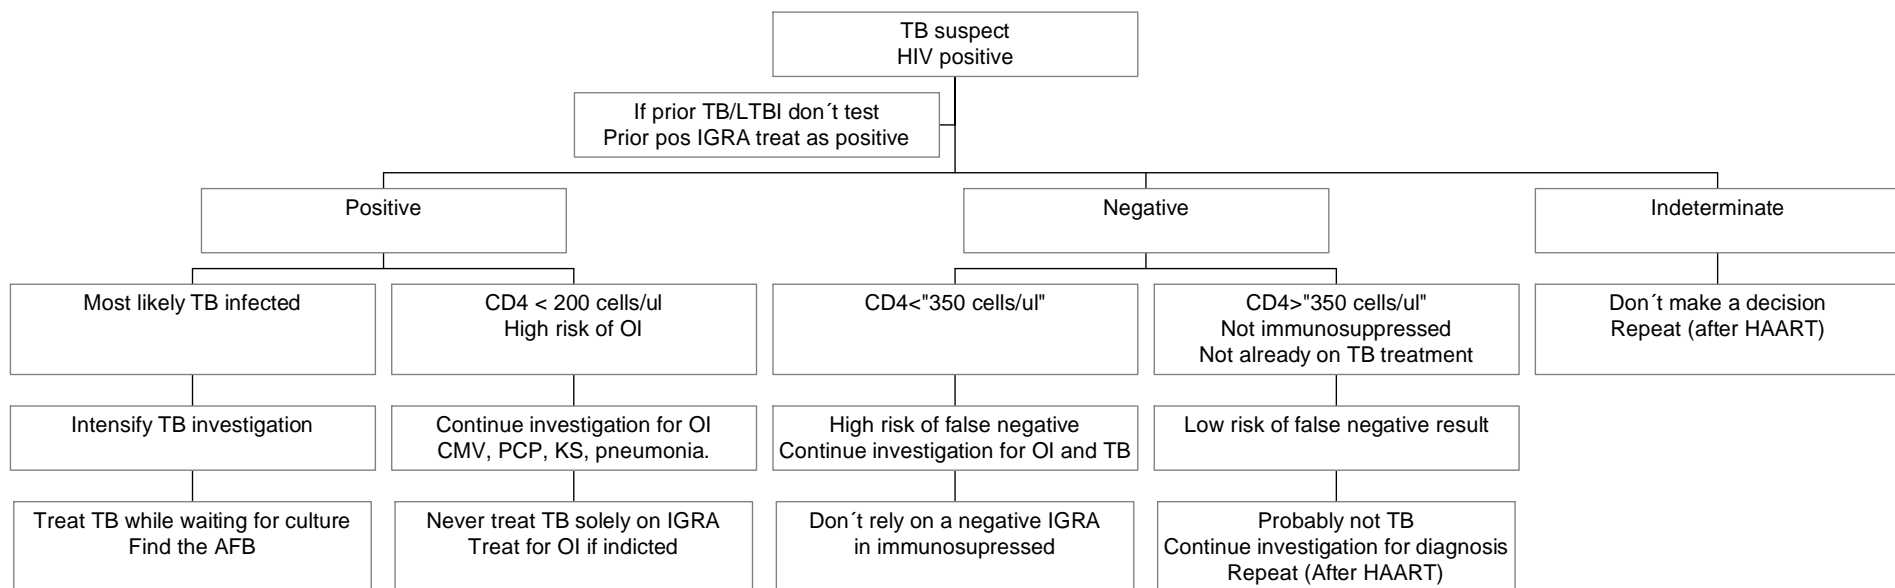 TB suspect
HIV positive
If prior TB/LTBI don´t test
Prior pos IGRA treat as positive
Positive
Negative
Indeterminate
Most likely TB infected
CD4 < 200 cells/ul
High risk of OI
CD4<"350 cells/ul"
CD4>"350 cells/ul"
Not immunosuppressed
Not already on TB treatment
Don´t make a decision
Repeat (after HAART)
Intensify TB investigation
Continue investigation for OI
CMV, PCP, KS, pneumonia.
High risk of false negative
Continue investigation for OI and TB
Low risk of false negative result
Treat TB while waiting for culture
Find the AFB
Never treat TB solely on IGRA
Treat for OI if indicted
Don´t rely on a negative IGRA
in immunosupressed
Probably not TB
Continue investigation for diagnosis
Repeat (After HAART)